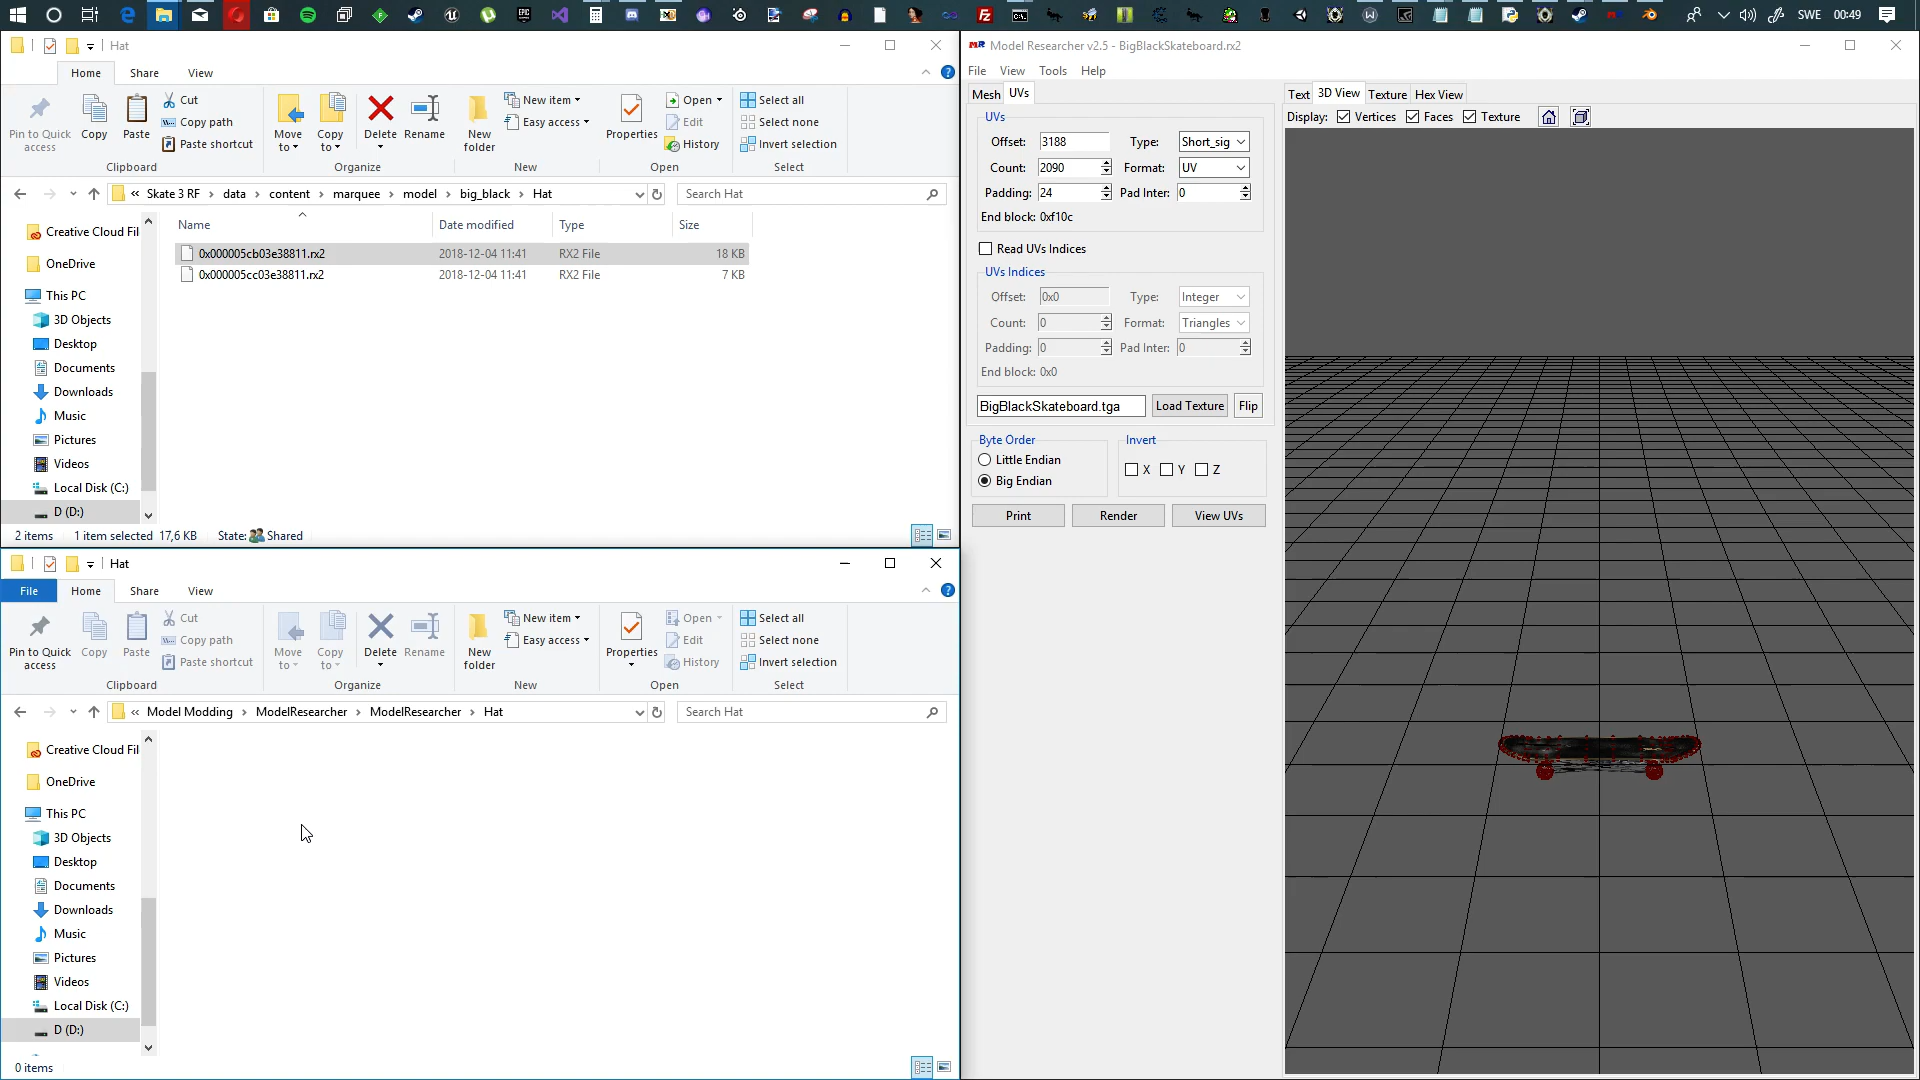 SWE 00:49
Hat
Home Share View
Pin to Quick access
Copy
Paste
Cut
Copy path
Paste shortcut
Clipboard
Move to
Copy to
Delete
Rename
Organize
New folder
New item
Easy access
New
Properties
Open
Edit
History
Open
Select all
Select none
Invert selection
Select
« Skate 3 RF > data > content > marquee > model > big_black > Hat
Search Hat
Name Date modified Type Size
0x000005cb03e38811.rx2 2018-12-04 11:41 RX2 File 18 KB
0x000005cc03e38811.rx2 2018-12-04 11:41 RX2 File 7 KB
Creative Cloud Fil
OneDrive
This PC
3D Objects
Desktop
Documents
Downloads
Music
Pictures
Videos
Local Disk (C:)
D (D:)
2 items 1 item selected 17,6 KB State: Shared
Hat
File Home Share View
Pin to Quick access
Copy
Paste
Cut
Copy path
Paste shortcut
Clipboard
Move to
Copy to
Delete
Rename
Organize
New folder
New item
Easy access
New
Properties
Open
Edit
History
Open
Select all
Select none
Invert selection
Select
« Model Modding > ModelResearcher > ModelResearcher > Hat
Search Hat
Creative Cloud Fil
OneDrive
This PC
3D Objects
Desktop
Documents
Downloads
Music
Pictures
Videos
Local Disk (C:)
D (D:)
0 items
MR Model Researcher v2.5 - BigBlackSkateboard.rx2
File View Tools Help
Mesh UVs
UVs
Offset: 3188 Type: Short_sig
Count: 2090 Format: UV
Padding: 24 Pad Inter: 0
End block: 0xf10c
Read UVs Indices
UVs Indices
Offset: 0x0 Type: Integer
Count: 0 Format: Triangles
Padding: 0 Pad Inter: 0
End block: 0x0
BigBlackSkateboard.tga Load Texture Flip
Byte Order
Little Endian
Big Endian
Invert
X Y Z
Print Render View UVs
Text 3D View Texture Hex View
Display: Vertices Faces Texture